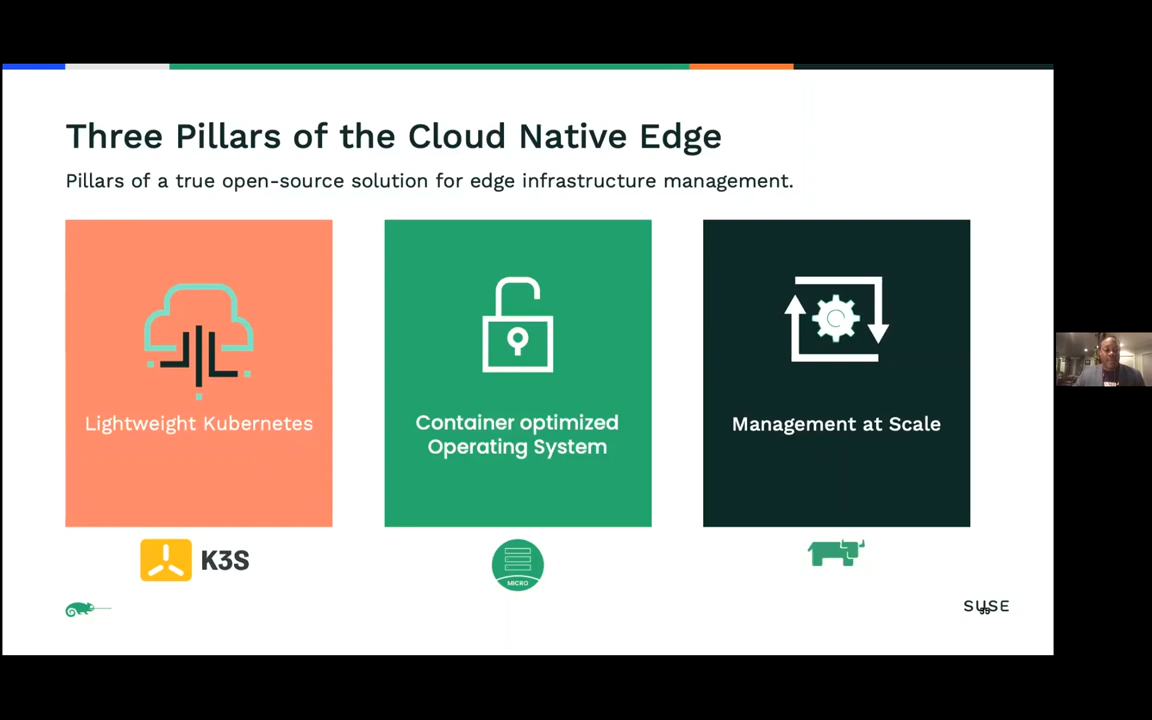 Three Pillars of the Cloud Native Edge
Pillars of a true open-source solution for edge infrastructure management.
Lightweight Kubernetes
Container optimized
Operating System
Management at Scale
K3S
MICRO
SUSE